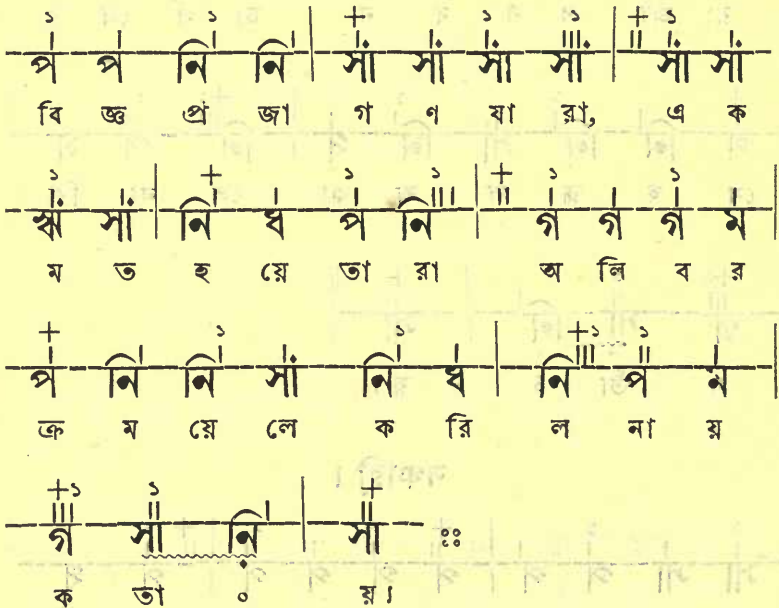 প প নি নি | সা সা সা সা | সা সা
বি জ্ঞ প্র জা গ ণ যা রা, এ ক
ঋ সা | নি ধ প নি | গ গ গ ম
ম ত হ য়ে তা রা অ লি ব র
প নি নি সা নি ধ | নি প ম |
ক্র ম য়ে লে ক রি ল না য়
গ সা নি | সা
ক তা ০ য়।